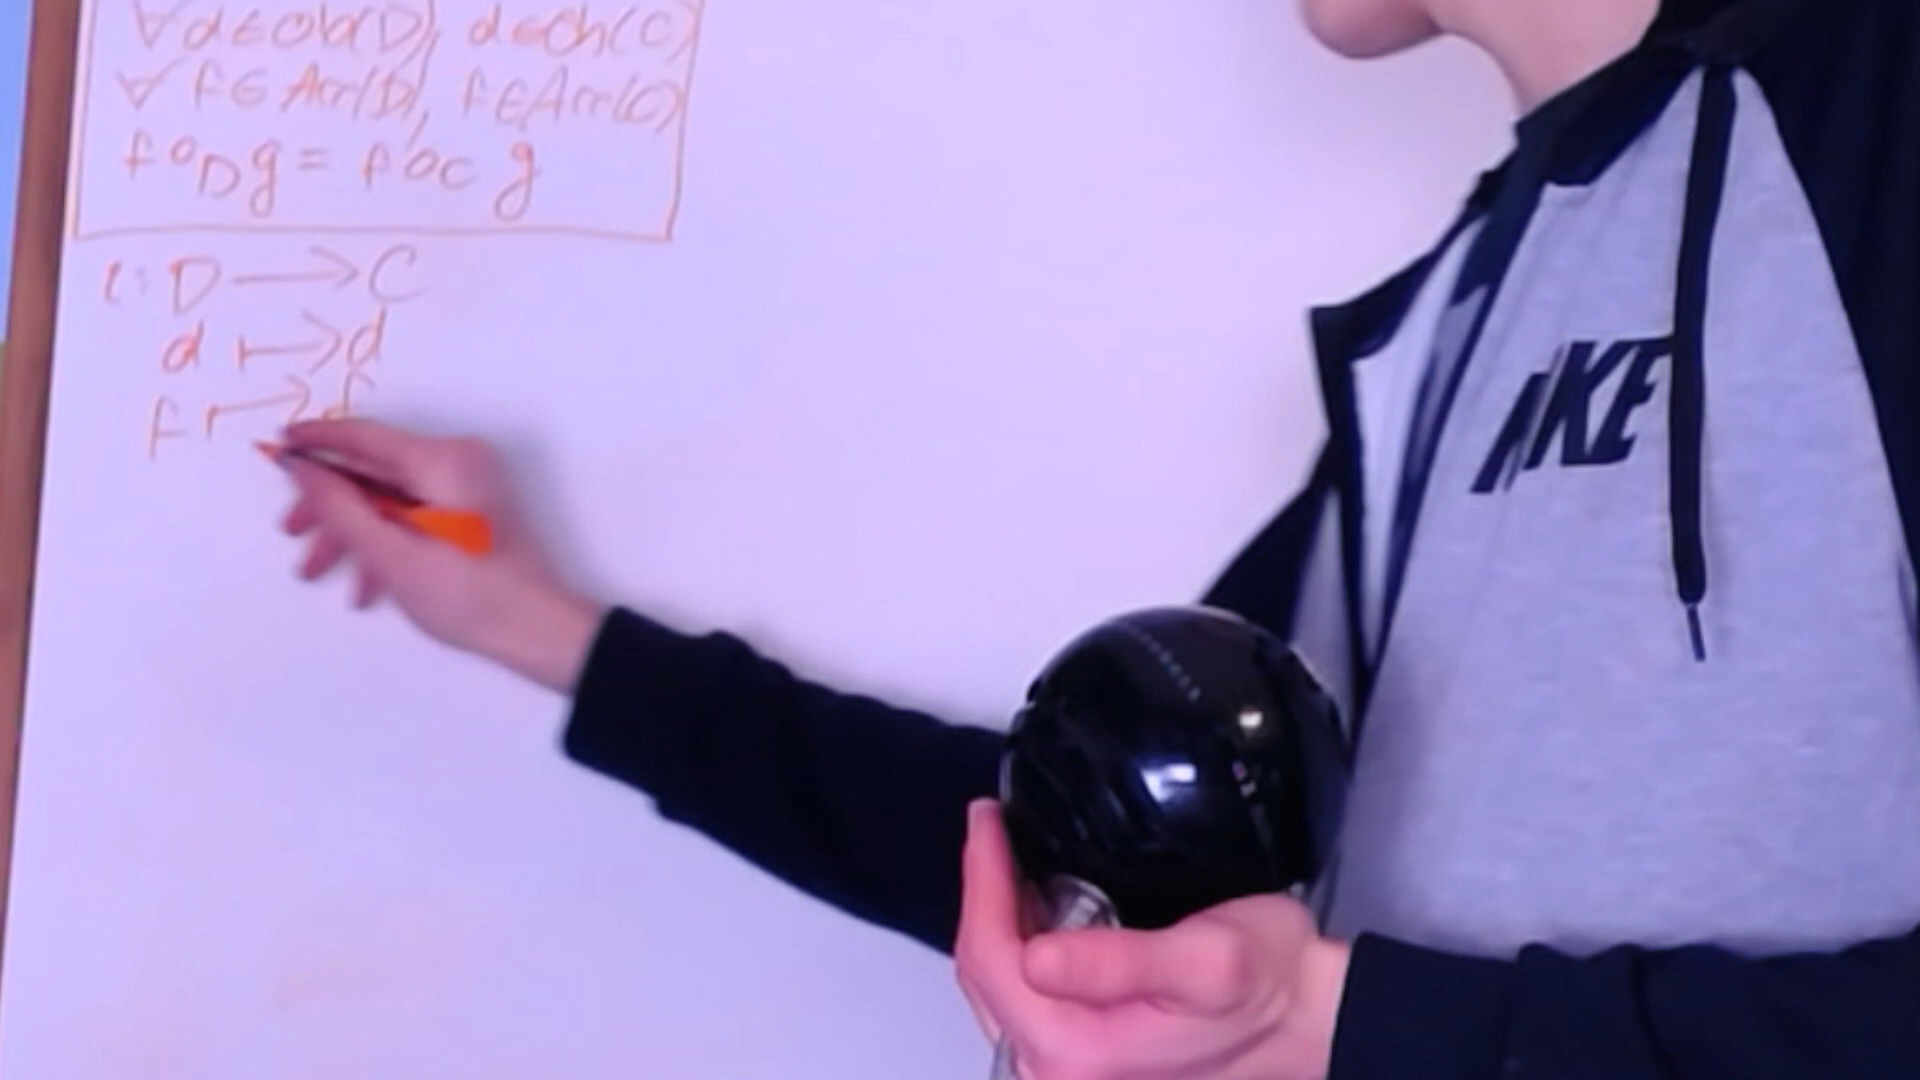 ∀ d ∈ Ob(D), d ∈ Ob(C)
∀ f ∈ Arr(D), f ∈ Arr(C)
f ∘D g = f ∘C g
ι: D ⟶ C
d ↦ d
f ↦ f
NIKE